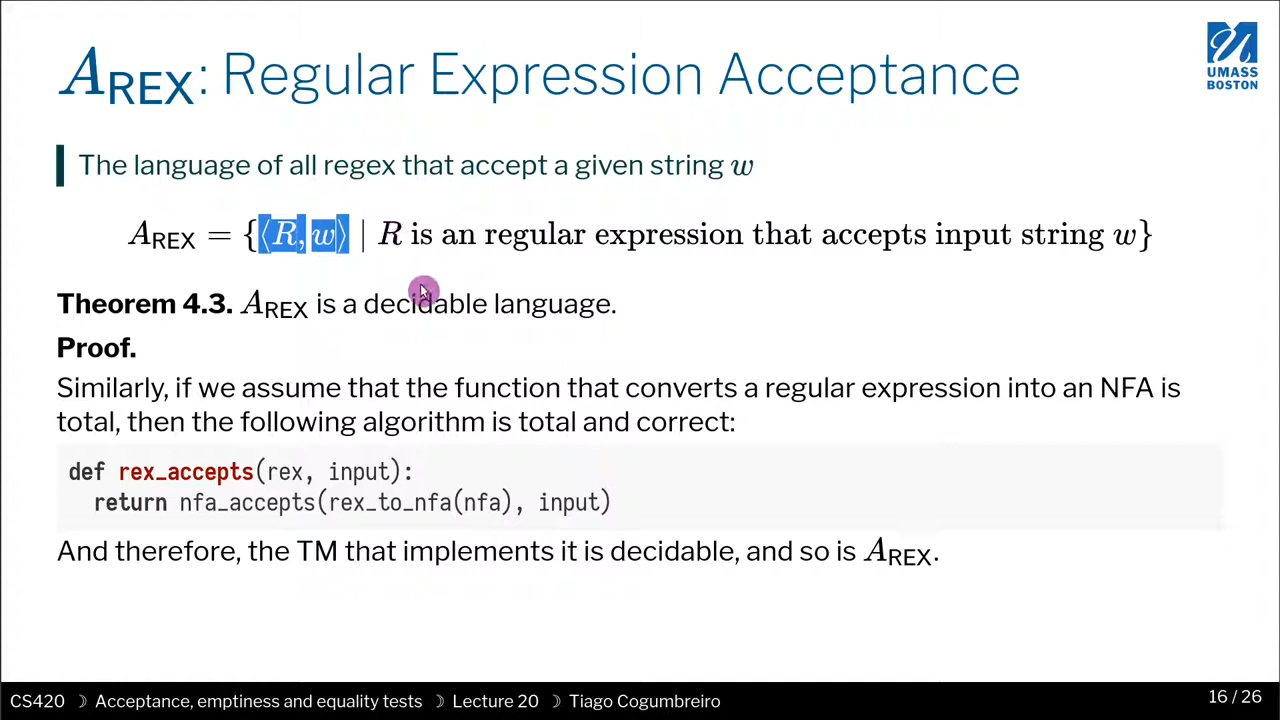 A_REX: Regular Expression Acceptance
UMASS
BOSTON
The language of all regex that accept a given string w
A_REX = {⟨R, w⟩ | R is an regular expression that accepts input string w}
Theorem 4.3. A_REX is a decidable language.
Proof.
Similarly, if we assume that the function that converts a regular expression into an NFA is
total, then the following algorithm is total and correct:
def rex_accepts(rex, input):
  return nfa_accepts(rex_to_nfa(nfa), input)
And therefore, the TM that implements it is decidable, and so is A_REX.
CS420 ☽ Acceptance, emptiness and equality tests ☽ Lecture 20 ☽ Tiago Cogumbreiro
16 / 26